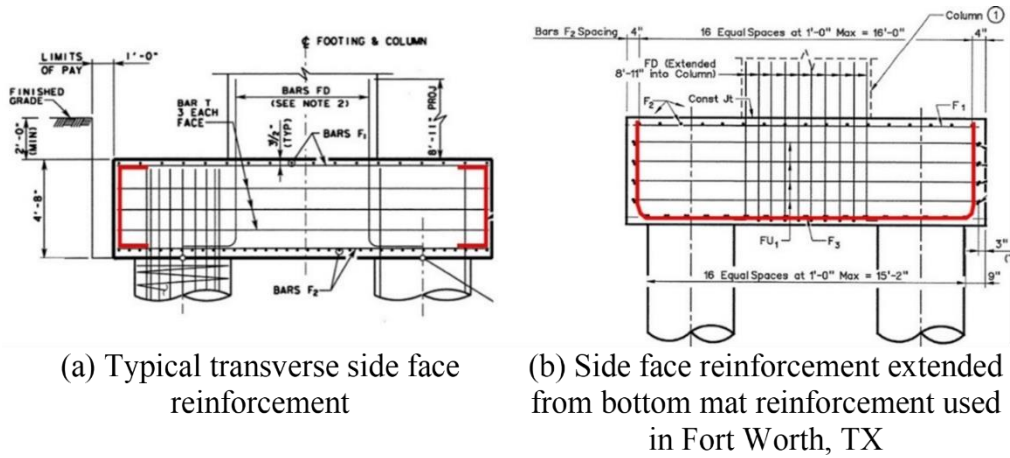 LIMITS
OF PAY
1'-0"
℄ FOOTING & COLUMN
FINISHED
GRADE
BARS FD
(SEE NOTE 2)
BAR T
3 EACH
FACE
3½"
(TYP)
BARS F₁
8'-11" PROJ
2'-0"
(MIN)
4'-8"
BARS F₂
(a) Typical transverse side face
reinforcement
Column 1
Bars F₂ Spacing
4"
16 Equal Spaces at 1'-0" Max = 16'-0"
4"
FD (Extended
8'-11" into Column)
Const Jt
F₂
F₁
FU₁
F₃
3"
16 Equal Spaces at 1'-0" Max = 15'-2"
9"
(b) Side face reinforcement extended
from bottom mat reinforcement used
in Fort Worth, TX